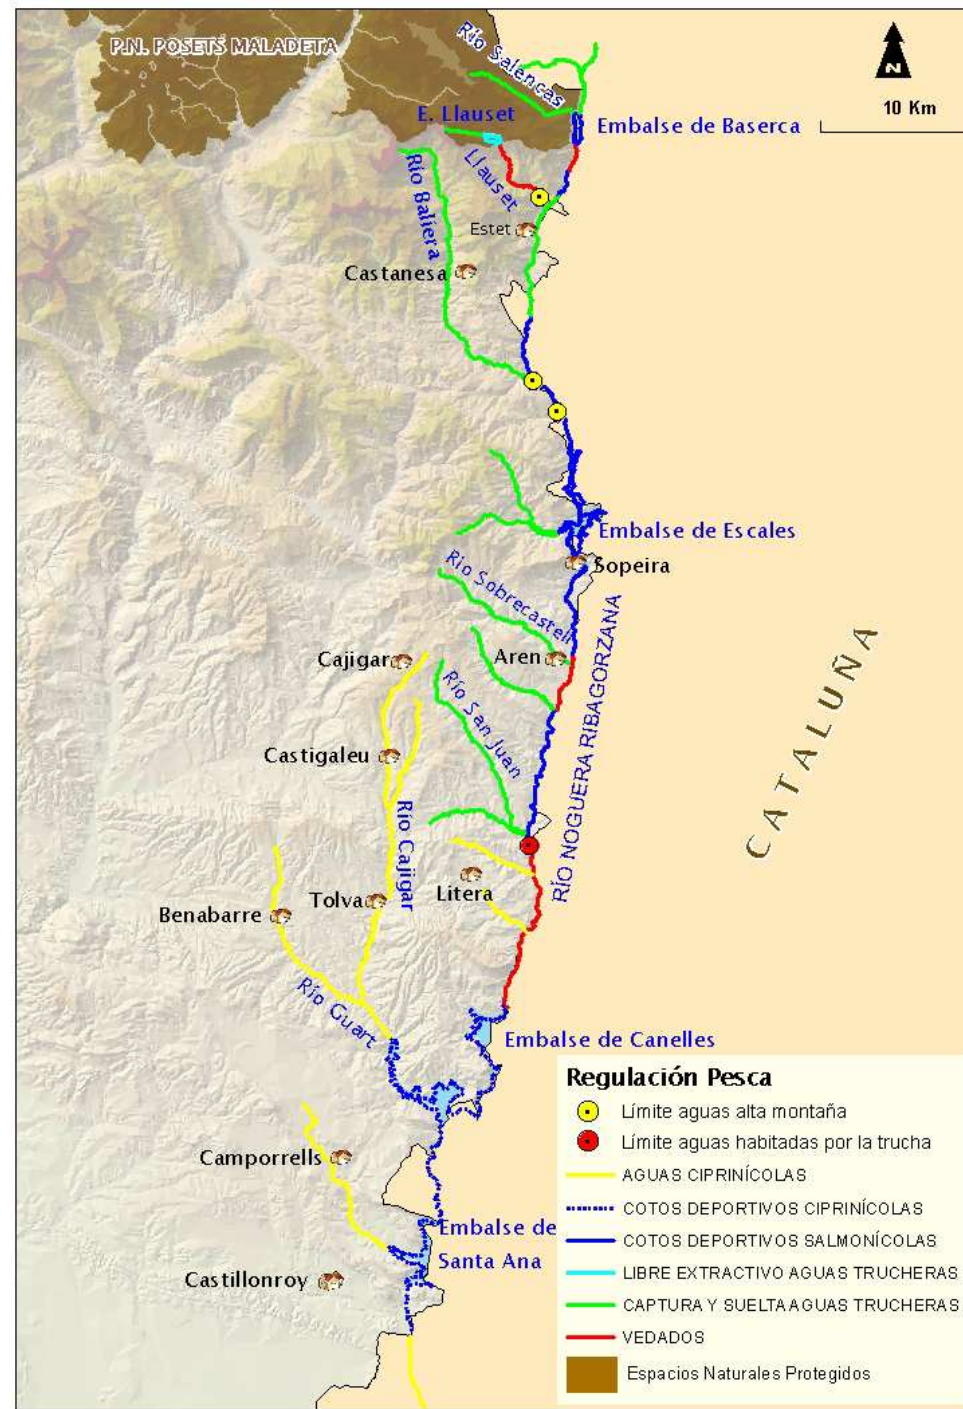 P.N. POSETS MALADETA
Río Salencas
N
10 Km
E. Llauset
Embalse de Baserca
Llauset
Río Baliera
Estet
Castanesa
Embalse de Escales
Sopeira
Río Sobrecastell
Cajigar
Aren
Río San Juan
RÍO NOGUERA RIBAGORZANA
CATALUÑA
Castigaleu
Río Cajigar
Litera
Tolva
Benabarre
Río Guart
Embalse de Canelles
Camporrells
Embalse de
Santa Ana
Castillonroy
Regulación Pesca
Límite aguas alta montaña
Límite aguas habitadas por la trucha
AGUAS CIPRINÍCOLAS
COTOS DEPORTIVOS CIPRINÍCOLAS
COTOS DEPORTIVOS SALMONÍCOLAS
LIBRE EXTRACTIVO AGUAS TRUCHERAS
CAPTURA Y SUELTA AGUAS TRUCHERAS
VEDADOS
Espacios Naturales Protegidos